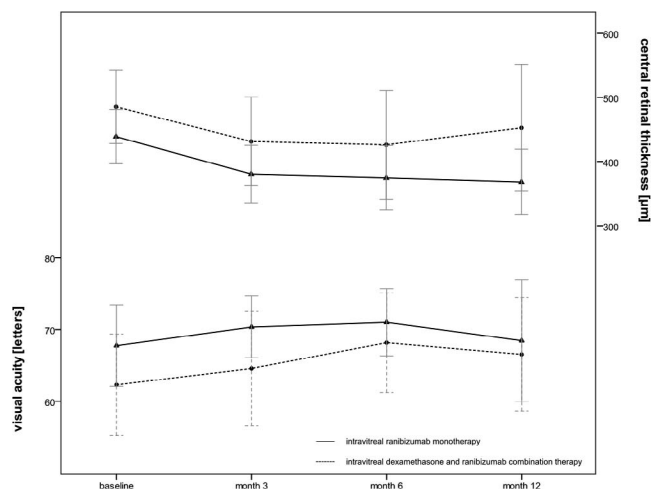 600
500
400
300
central retinal thickness [µm]
80
70
60
visual acuity [letters]
intravitreal ranibizumab monotherapy
intravitreal dexamethasone and ranibizumab combination therapy
baseline
month 3
month 6
month 12